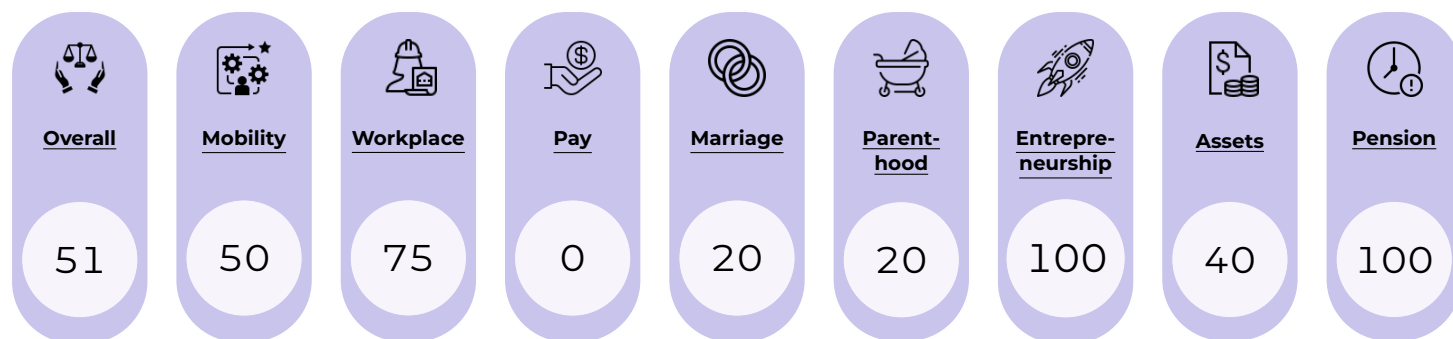 Overall
51
Mobility
50
Workplace
75
Pay
0
Marriage
20
Parent-
hood
20
Entrepre-
neurship
100
$
Assets
40
Pension
100